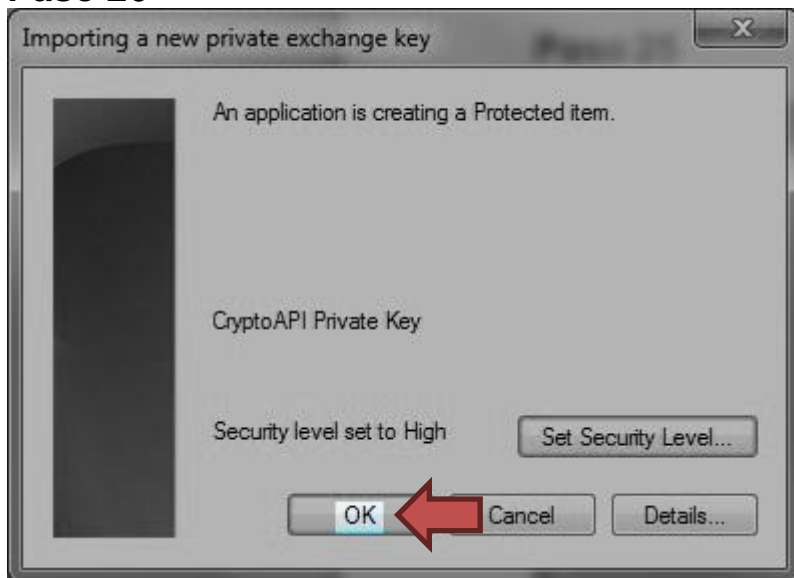 Importing a new private exchange key
An application is creating a Protected item.
CryptoAPI Private Key
Security level set to High
Set Security Level...
OK
Cancel
Details...